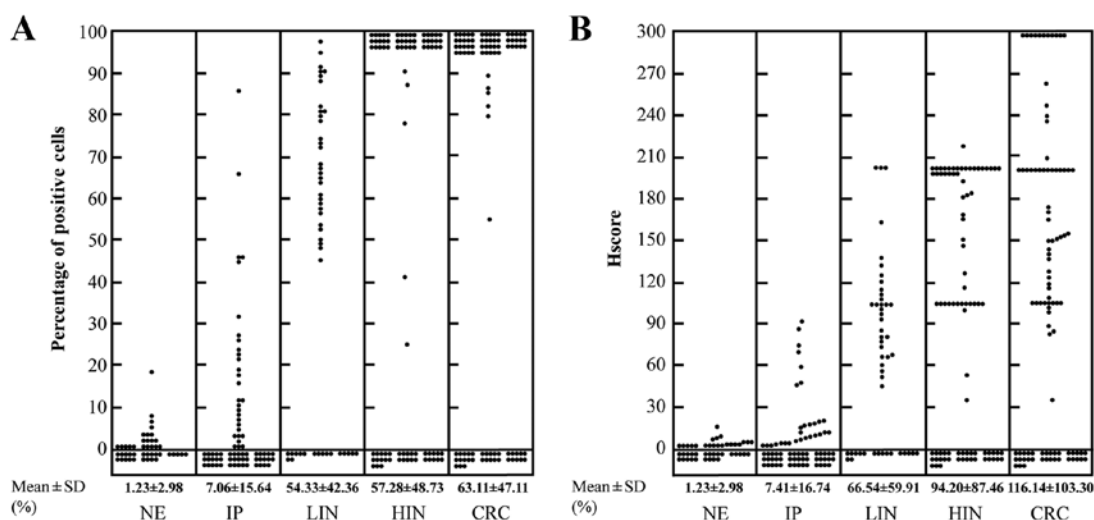 A
B
Percentage of positive cells
100
90
80
70
60
50
40
30
20
10
0
Hscore
300
270
240
210
180
150
120
90
60
30
0
Mean±SD (%)
1.23±2.98
7.06±15.64
54.33±42.36
57.28±48.73
63.11±47.11
NE
IP
LIN
HIN
CRC
Mean±SD (%)
1.23±2.98
7.41±16.74
66.54±59.91
94.20±87.46
116.14±103.30
NE
IP
LIN
HIN
CRC